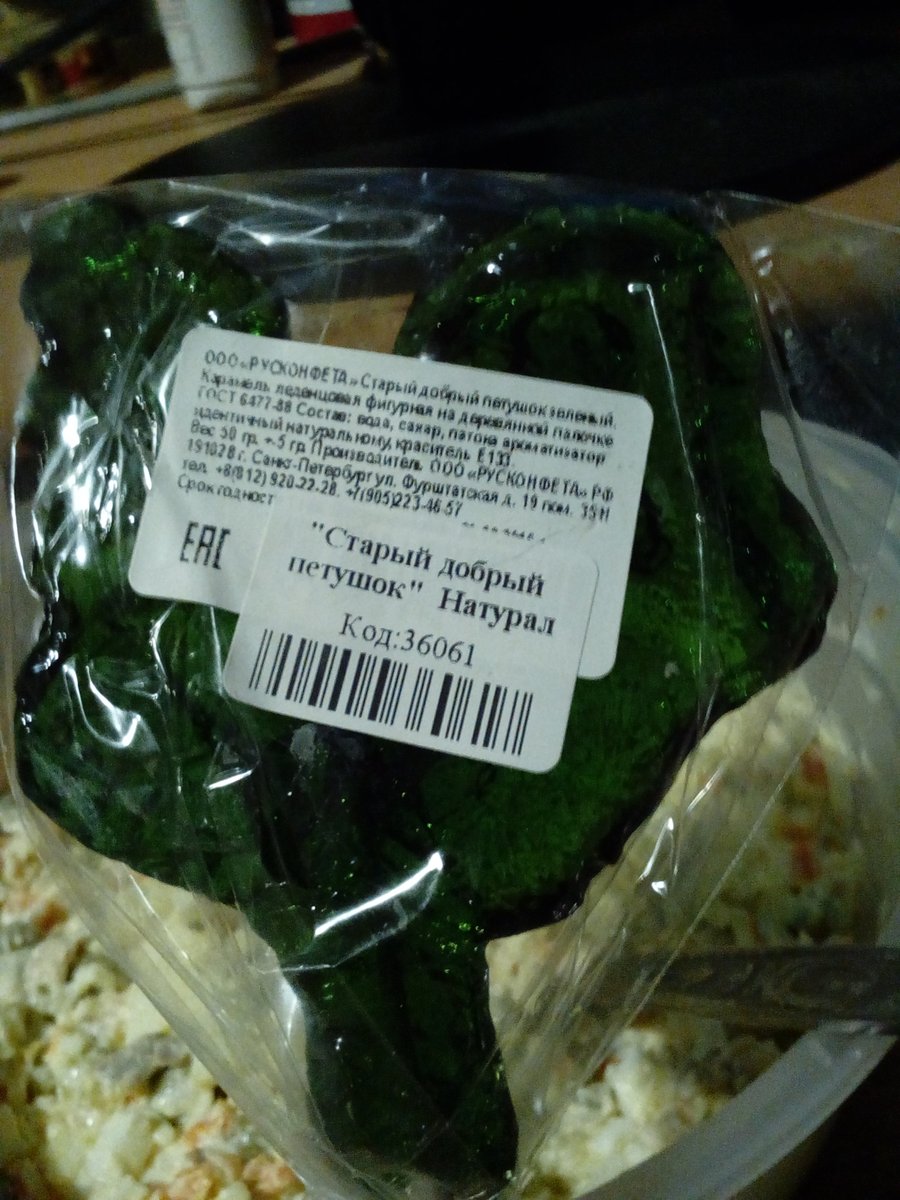 ООО «РУСКОНФЕТА» Старый добрый петушок зеленый.
Карамель леденцовая фигурная на деревянной палочке
ГОСТ 6477-88 Состав: вода, сахар, патока ароматизатор
идентичный натуральному, краситель Е133.
Вес 50 гр. +-5 гр. Производитель: ООО «РУСКОНФЕТА» РФ
191028 г. Санкт-Петербург ул. Фурштатская д. 19 пом. 35Н
тел. +8(812) 920-22-28, +7(905)223-46-57
Срок годност
ЕАС
"Старый добрый
петушок" Натурал
Код:36061